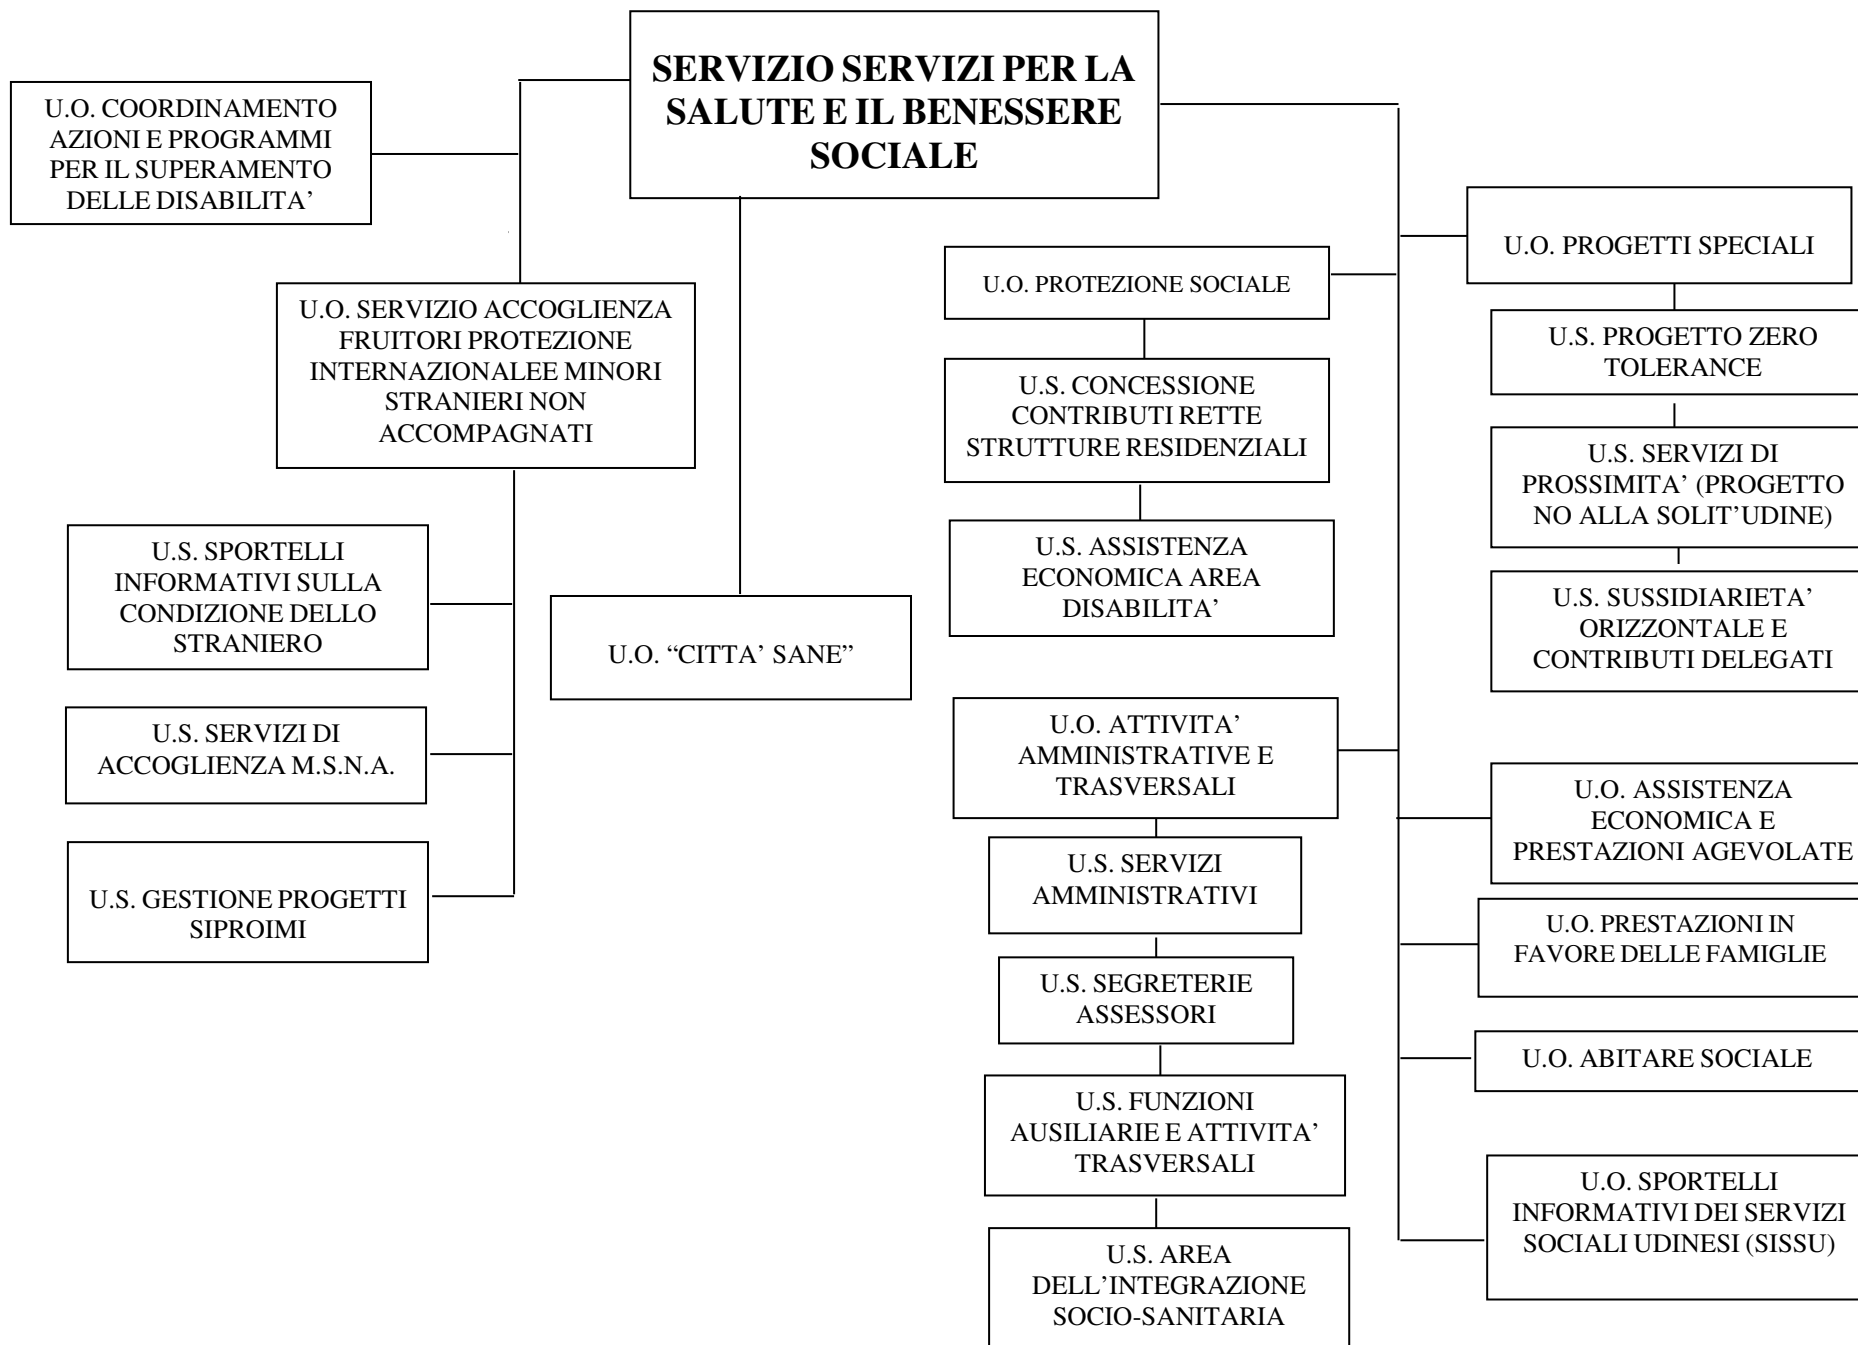 SERVIZIO SERVIZI PER LA
SALUTE E IL BENESSERE
SOCIALE
U.O. COORDINAMENTO
AZIONI E PROGRAMMI
PER IL SUPERAMENTO
DELLE DISABILITA’
U.O. SERVIZIO ACCOGLIENZA
FRUITORI PROTEZIONE
INTERNAZIONALEE MINORI
STRANIERI NON
ACCOMPAGNATI
U.S. SPORTELLI
INFORMATIVI SULLA
CONDIZIONE DELLO
STRANIERO
U.S. SERVIZI DI
ACCOGLIENZA M.S.N.A.
U.S. GESTIONE PROGETTI
SIPROIMI
U.O. “CITTA’ SANE”
U.O. PROTEZIONE SOCIALE
U.S. CONCESSIONE
CONTRIBUTI RETTE
STRUTTURE RESIDENZIALI
U.S. ASSISTENZA
ECONOMICA AREA
DISABILITA’
U.O. ATTIVITA’
AMMINISTRATIVE E
TRASVERSALI
U.S. SERVIZI
AMMINISTRATIVI
U.S. SEGRETERIE
ASSESSORI
U.S. FUNZIONI
AUSILIARIE E ATTIVITA’
TRASVERSALI
U.S. AREA
DELL’INTEGRAZIONE
SOCIO-SANITARIA
U.O. PROGETTI SPECIALI
U.S. PROGETTO ZERO
TOLERANCE
U.S. SERVIZI DI
PROSSIMITA’ (PROGETTO
NO ALLA SOLIT’UDINE)
U.S. SUSSIDIARIETA’
ORIZZONTALE E
CONTRIBUTI DELEGATI
U.O. ASSISTENZA
ECONOMICA E
PRESTAZIONI AGEVOLATE
U.O. PRESTAZIONI IN
FAVORE DELLE FAMIGLIE
U.O. ABITARE SOCIALE
U.O. SPORTELLI
INFORMATIVI DEI SERVIZI
SOCIALI UDINESI (SISSU)